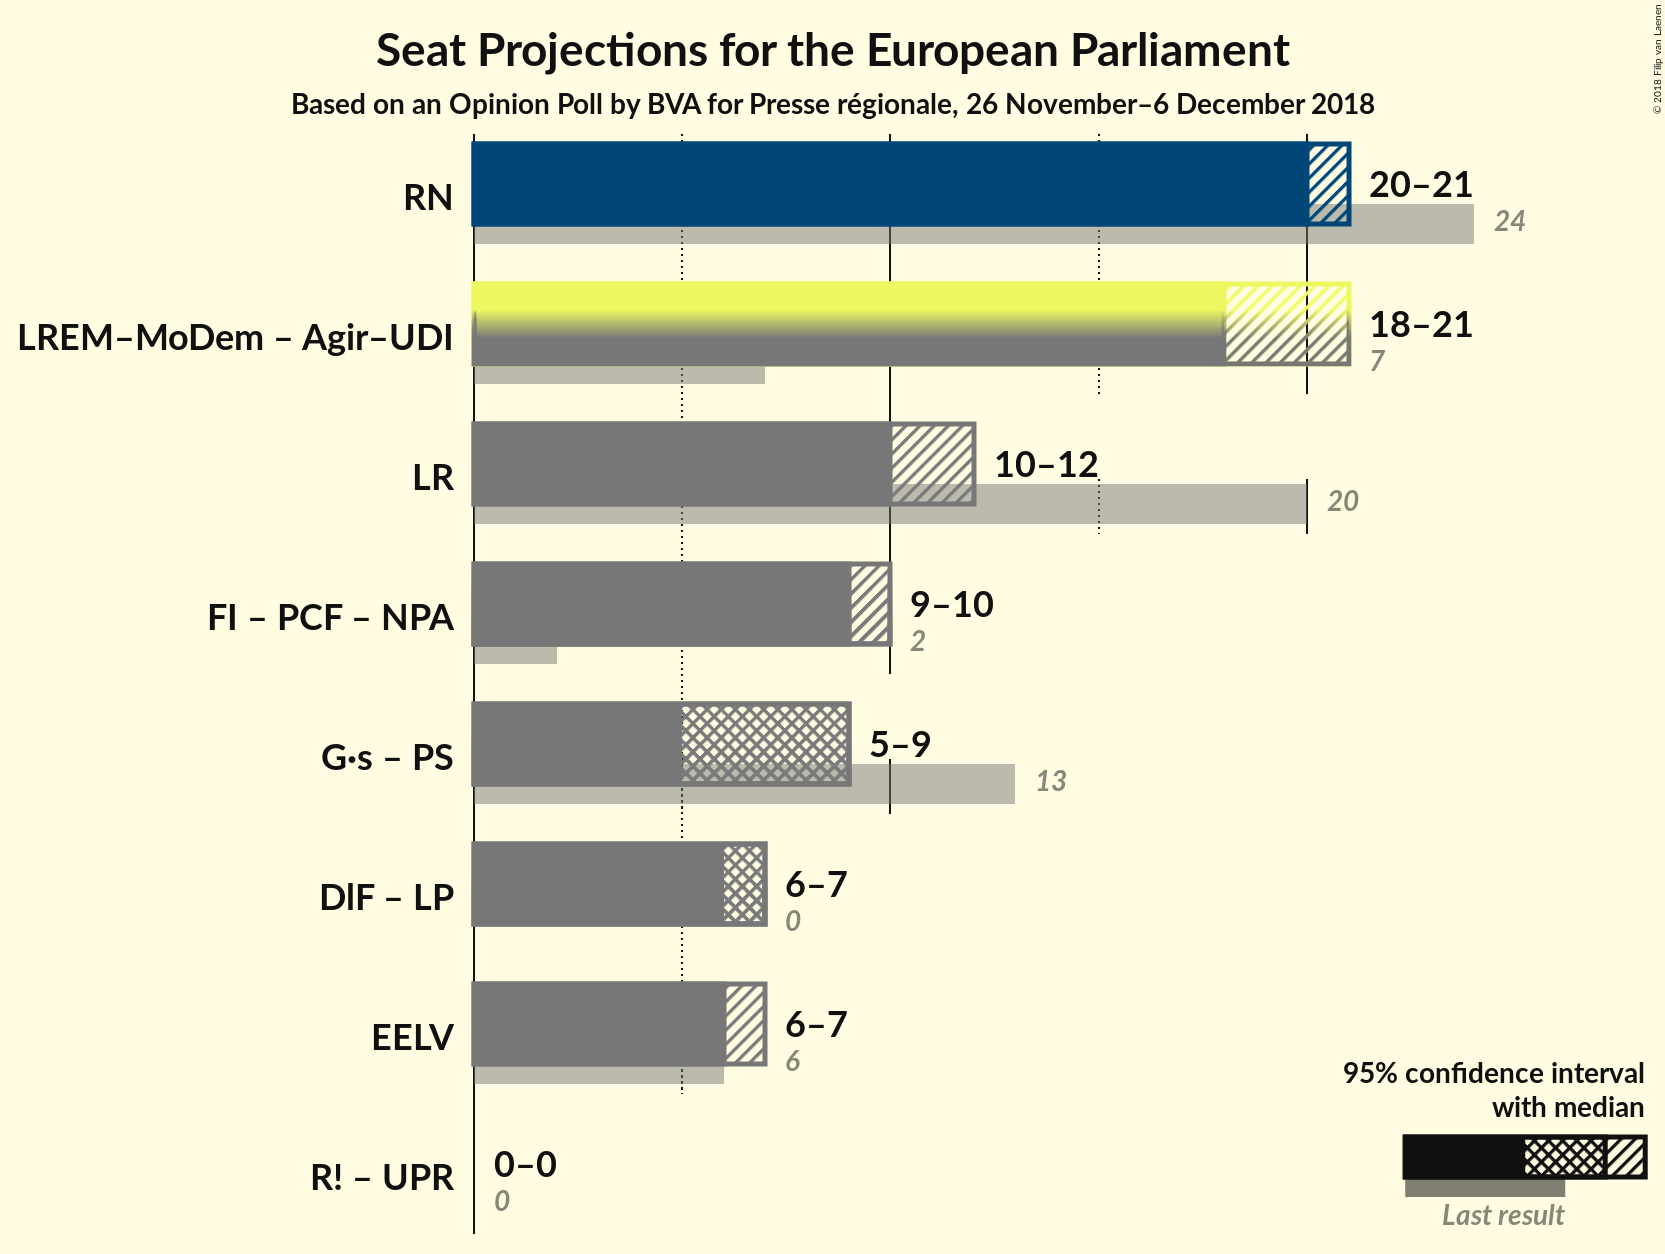 Seat Projections for the European Parliament
Based on an Opinion Poll by BVA for Presse régionale, 26 November–6 December 2018
© 2018 Filip van Laenen
RN
20–21
24
LREM–MoDem – Agir–UDI
18–21
7
LR
10–12
20
FI – PCF – NPA
9–10
2
G·s – PS
5–9
13
DlF – LP
6–7
0
EELV
6–7
6
R! – UPR
0–0
0
95% confidence interval
with median
Last result